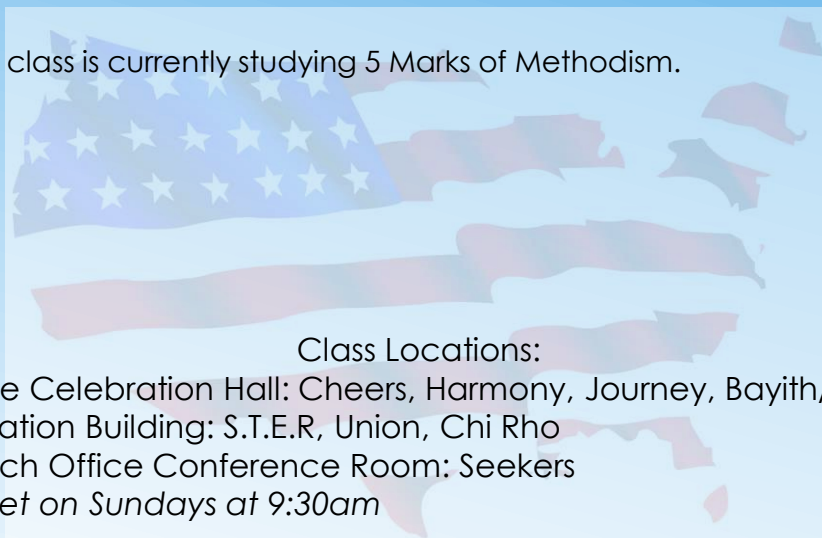 class is currently studying 5 Marks of Methodism.
Class Locations:
e Celebration Hall: Cheers, Harmony, Journey, Bayith/
ation Building: S.T.E.R, Union, Chi Rho
ch Office Conference Room: Seekers
et on Sundays at 9:30am